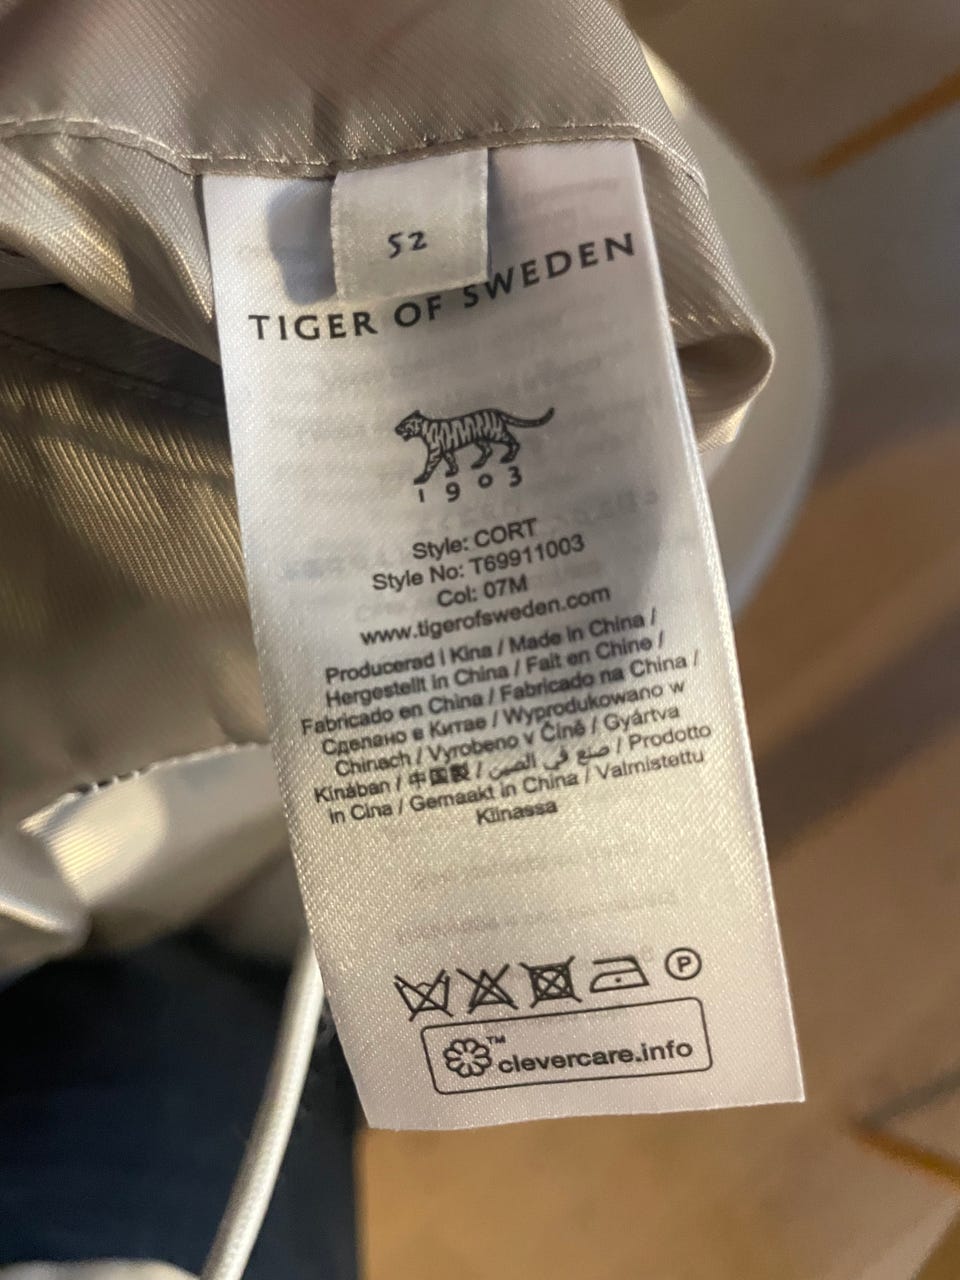 52
TIGER OF SWEDEN
1903
Style: CORT
Style No: T69911003
Col: 07M
www.tigerofsweden.com
Producerad i Kina / Made in China /
Hergestellt in China / Fait en Chine /
Fabricado en China / Fabricado na China /
Сделано в Китае / Wyprodukowano w
Chinach / Vyrobeno v Číně / Gyártva
Kínában / 中国製 / صنع في الصين / Prodotto
in Cina / Gemaakt in China / Valmistettu
Kiinassa
P
™ clevercare.info